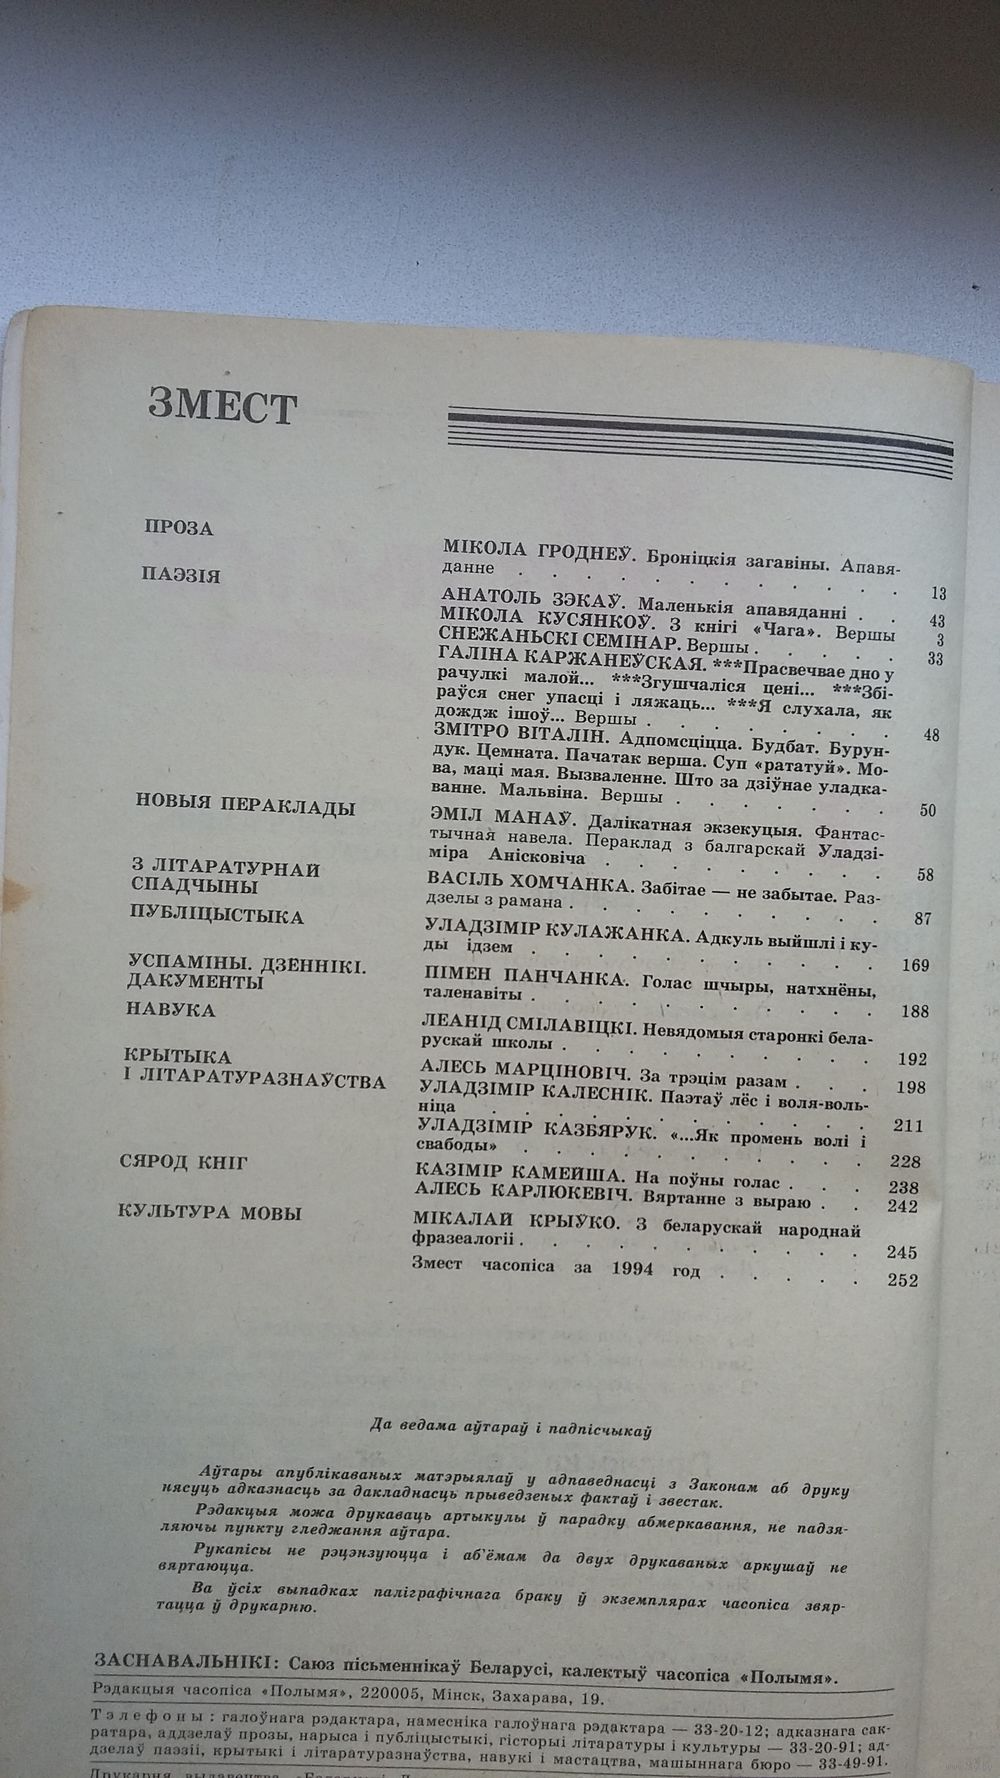 ЗМЕСТ
ПРОЗА
МІКОЛА ГРОДНЕЎ. Броніцкія загавіны. Апавя-
данне . . . . . . . . . . . 13
АНАТОЛЬ ЗЭКАЎ. Маленькія апавяданні . . 43
ПАЭЗІЯ
МІКОЛА КУСЯНКОЎ. З кнігі «Чага». Вершы 3
СНЕЖАНЬСКІ СЕМІНАР. Вершы . . . . . 33
ГАЛІНА КАРЖАНЕЎСКАЯ. ***Прасвечвае дно у
рачулкі малой... ***Згушчаліся цені... ***Збі-
раўся снег упасці і ляжаць... ***Я слухала, як
дождж ішоў... Вершы . . . . . . . . 48
ЗМІТРО ВІТАЛІН. Адпомсціцца. Будбат. Бурун-
дук. Цемната. Пачатак верша. Суп «рататуй». Мо-
ва, маці мая. Вызваленне. Што за дзіўнае уладка-
ванне. Мальвіна. Вершы . . . . . . . 50
НОВЫЯ ПЕРАКЛАДЫ
ЭМІЛ МАНАЎ. Далікатная экзекуцыя. Фантас-
тычная навела. Пераклад з балгарскай Уладзі-
міра Анісковіча . . . . . . . . . 58
З ЛІТАРАТУРНАЙ
СПАДЧЫНЫ
ВАСІЛЬ ХОМЧАНКА. Забітае — не забытае. Раз-
дзелы з рамана . . . . . . . . . . 87
ПУБЛІЦЫСТЫКА
УЛАДЗІМІР КУЛАЖАНКА. Адкуль выйшлі і ку-
ды ідзем . . . . . . . . . . . 169
УСПАМІНЫ. ДЗЕННІКІ.
ДАКУМЕНТЫ
ПІМЕН ПАНЧАНКА. Голас шчыры, натхнёны,
таленавіты . . . . . . . . . . . 188
НАВУКА
ЛЕАНІД СМІЛАВІЦКІ. Невядомыя старонкі бела-
рускай школы . . . . . . . . . . 192
КРЫТЫКА
І ЛІТАРАТУРАЗНАЎСТВА
АЛЕСЬ МАРЦІНОВІЧ. За трэцім разам . . . 198
УЛАДЗІМІР КАЛЕСНІК. Паэтаў лёс і воля-воль-
ніца . . . . . . . . . . . 211
УЛАДЗІМІР КАЗБЯРУК. «...Як промень волі і
свабоды» . . . . . . . . . . . 228
СЯРОД КНІГ
КАЗІМІР КАМЕЙША. На поўны голас . . . 238
АЛЕСЬ КАРЛЮКЕВІЧ. Вяртанне з выраю . . 242
КУЛЬТУРА МОВЫ
МІКАЛАЙ КРЫЎКО. З беларускай народнай
фразеалогіі . . . . . . . . . . . 245
Змест часопіса за 1994 год . . . . . 252
Да ведама аўтараў і падпісчыкаў
Аўтары апублікаваных матэрыялаў у адпаведнасці з Законам аб друку
нясуць адказнасць за дакладнасць прыведзеных фактаў і звестак.
Рэдакцыя можа друкаваць артыкулы ў парадку абмеркавання, не падзя-
ляючы пункту гледжання аўтара.
Рукапісы не рэцэнзуюцца і аб'ёмам да двух друкаваных аркушаў не
вяртаюцца.
Ва ўсіх выпадках паліграфічнага браку ў экземплярах часопіса звяр-
тацца ў друкарню.
ЗАСНАВАЛЬНІКІ: Саюз пісьменнікаў Беларусі, калектыў часопіса «Полымя».
Рэдакцыя часопіса «Полымя», 220005, Мінск, Захарава, 19.
Тэлефоны: галоўнага рэдактара, намесніка галоўнага рэдактара — 33-20-12; адказнага сак-
ратара, аддзелаў прозы, нарыса і публіцыстыкі, гісторыі літаратуры і культуры — 33-20-91; ад-
дзелаў паэзіі, крытыкі і літаратуразнаўства, навукі і мастацтва, машыннага бюро — 33-49-91.